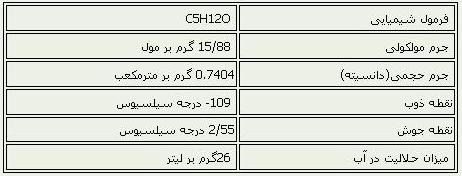 فرمول شیمیایی C5H12O
جرم مولکولی 15/88 گرم بر مول
جرم حجمی(دانسیته) 0.7404 گرم بر مترمکعب
نقطه ذوب 109- درجه سیلسیوس
نقطه جوش 2/55 درجه سیلسیوس
میزان حلالیت در آب 26گرم بر لیتر